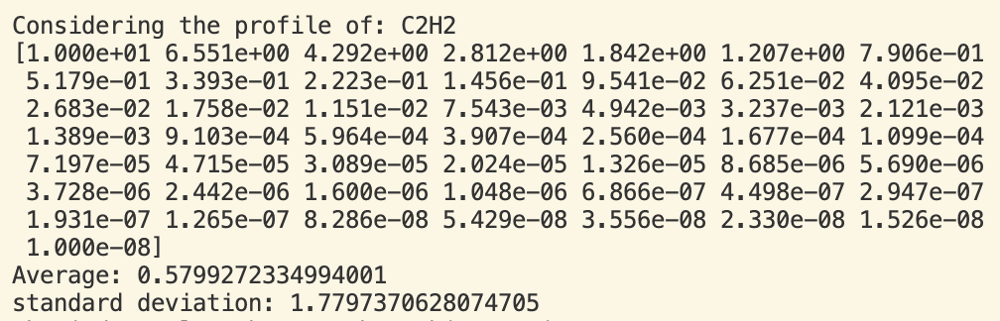 Considering the profile of: C2H2
[1.000e+01 6.551e+00 4.292e+00 2.812e+00 1.842e+00 1.207e+00 7.906e-01
5.179e-01 3.393e-01 2.223e-01 1.456e-01 9.541e-02 6.251e-02 4.095e-02
2.683e-02 1.758e-02 1.151e-02 7.543e-03 4.942e-03 3.237e-03 2.121e-03
1.389e-03 9.103e-04 5.964e-04 3.907e-04 2.560e-04 1.677e-04 1.099e-04
7.197e-05 4.715e-05 3.089e-05 2.024e-05 1.326e-05 8.685e-06 5.690e-06
3.728e-06 2.442e-06 1.600e-06 1.048e-06 6.866e-07 4.498e-07 2.947e-07
1.931e-07 1.265e-07 8.286e-08 5.429e-08 3.556e-08 2.330e-08 1.526e-08
1.000e-08]
Average: 0.5799272334994001
standard deviation: 1.7797370628074705